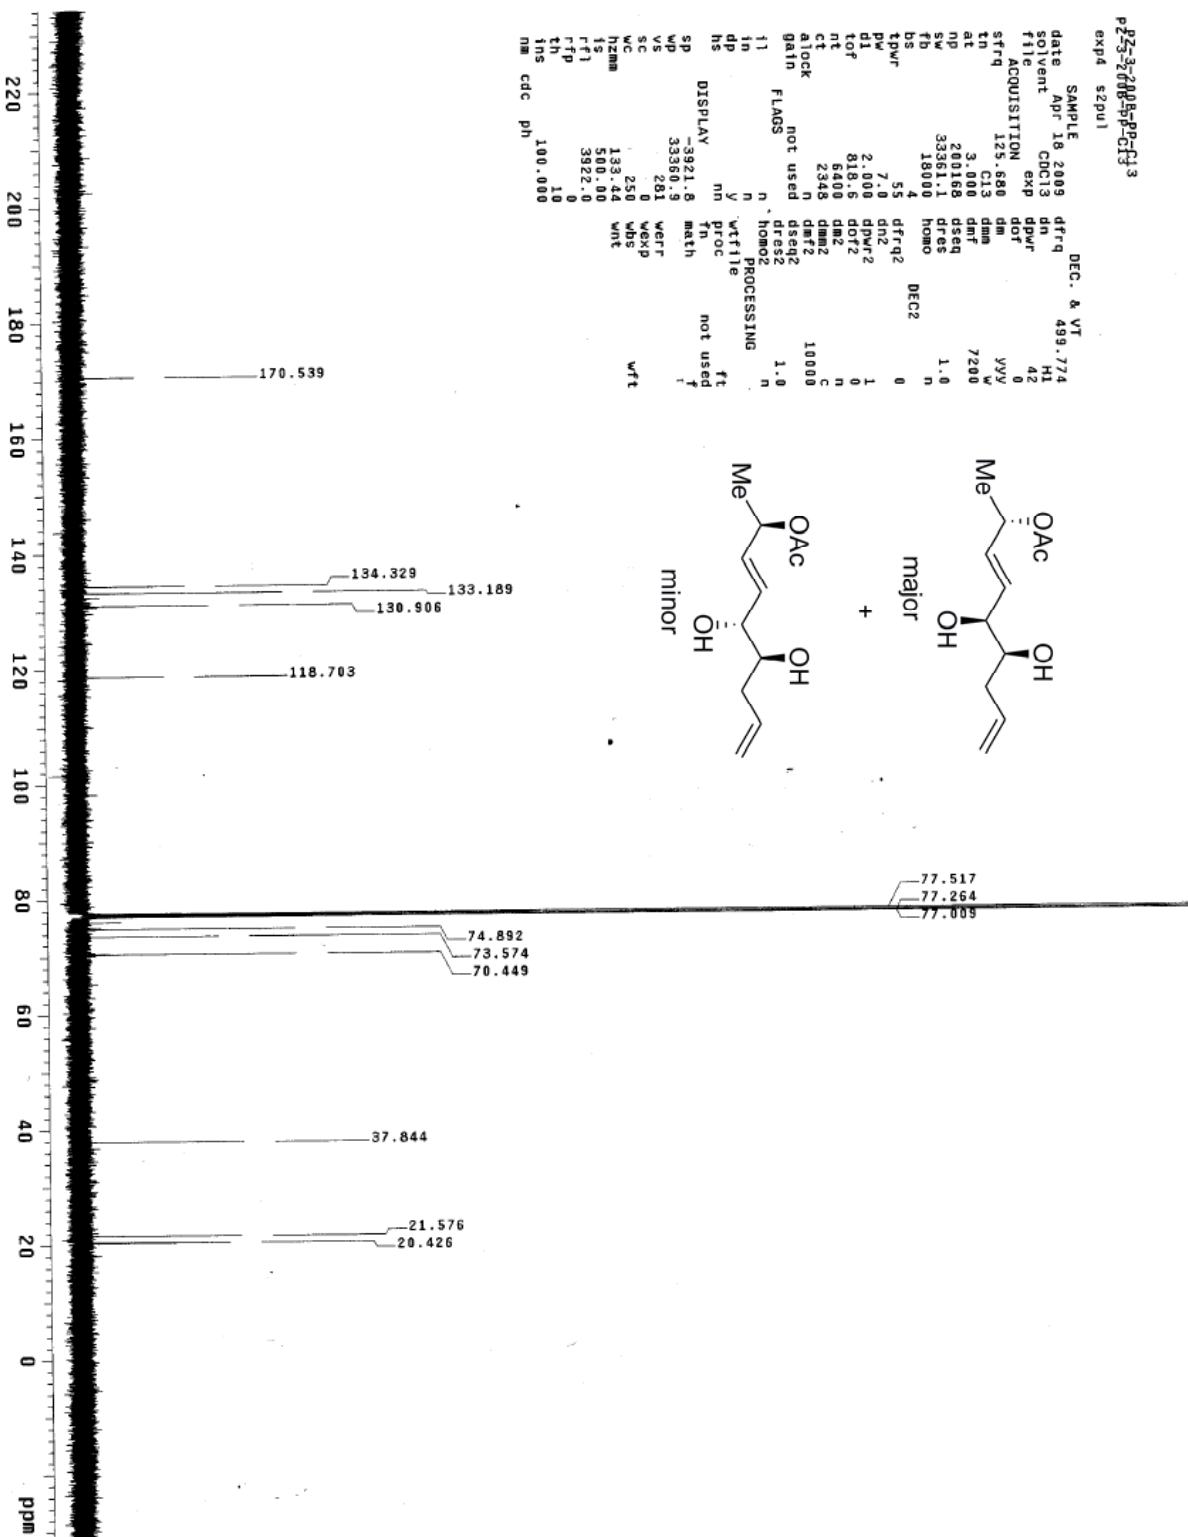 PZ-3-200B-PP-C13
exp4 s2pul
SAMPLE
date Apr 18 2009
solvent CDCl3
file exp
ACQUISITION
sfrq 125.680
tn C13
at 3.000
np 200168
sw 33361.1
fb 18000
bs 4
tpwr 55
pw 7.0
d1 2.000
tof 818.6
nt 6400
ct 2348
alock n
gain not used
FLAGS
il n
in n
dp y
hs nn
DISPLAY
sp -3921.8
wp 33360.9
vs 281
sc 0
wc 250
hzmm 133.44
is 500.00
rfl 3922.0
rfp 0
th 10
ins 100.000
nm cdc ph
DEC. & VT
dfrq 499.774
dn H1
dpwr 42
dof 0
dm yyy
dmm w
dmf 7200
dseq
dres 1.0
homo n
DEC2
dfrq2 0
dn2
dpwr2 1
dof2 0
dm2 n
dmm2 c
dmf2 10000
dseq2
dres2 1.0
homo2 n
PROCESSING
wtfile
proc ft
fn not used
math f
werr
wexp
wbs
wnt wft
OAc
OH
Me
OH
major
+
OAc
OH
Me
OH
minor
170.539
134.329
133.189
130.906
118.703
77.517
77.264
77.009
74.892
73.574
70.449
37.844
21.576
20.426
220 200 180 160 140 120 100 80 60 40 20 0 ppm